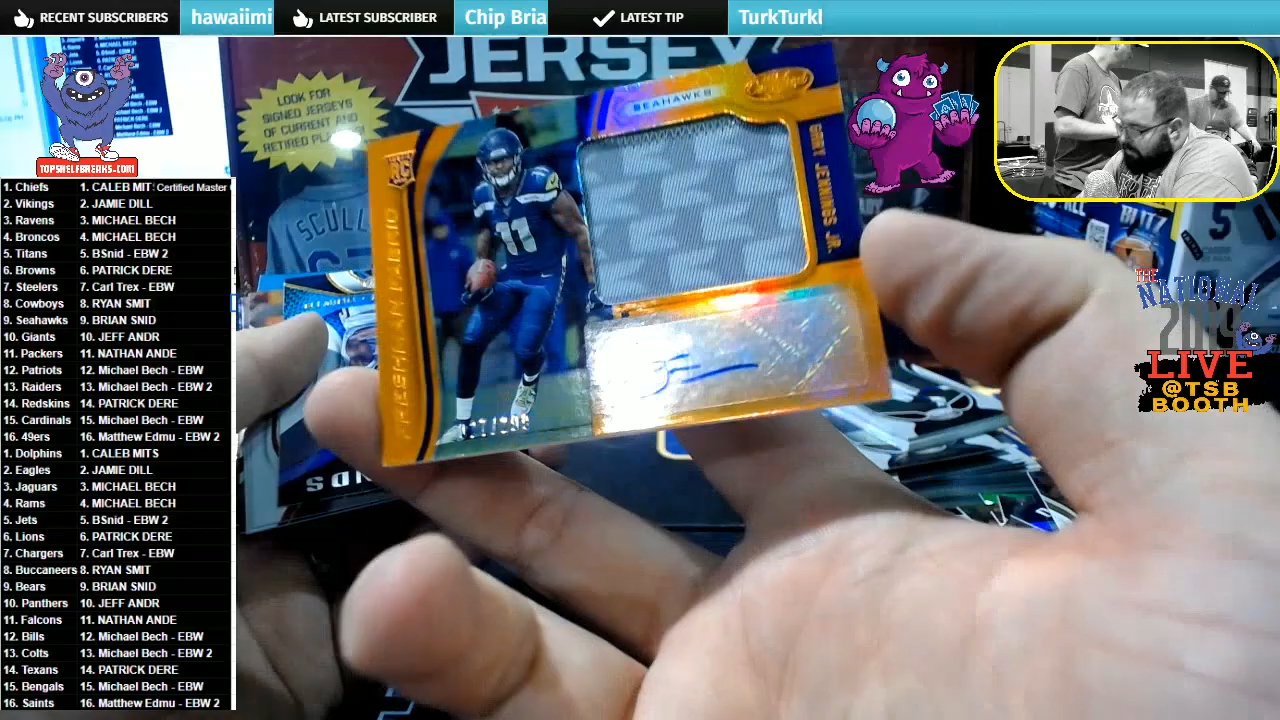 RECENT SUBSCRIBERS hawaiimi LATEST SUBSCRIBER Chip Bria LATEST TIP TurkTurkl
TOPSHELFBREAKS.COM
1. Chiefs 1. CALEB MIT: Certified Master
2. Vikings 2. JAMIE DILL
3. Ravens 3. MICHAEL BECH
4. Broncos 4. MICHAEL BECH
5. Titans 5. BSnid - EBW 2
6. Browns 6. PATRICK DERE
7. Steelers 7. Carl Trex - EBW
8. Cowboys 8. RYAN SMIT
9. Seahawks 9. BRIAN SNID
10. Giants 10. JEFF ANDR
11. Packers 11. NATHAN ANDE
12. Patriots 12. Michael Bech - EBW
13. Raiders 13. Michael Bech - EBW 2
14. Redskins 14. PATRICK DERE
15. Cardinals 15. Michael Bech - EBW
16. 49ers 16. Matthew Edmu - EBW 2
1. Dolphins 1. CALEB MITS
2. Eagles 2. JAMIE DILL
3. Jaguars 3. MICHAEL BECH
4. Rams 4. MICHAEL BECH
5. Jets 5. BSnid - EBW 2
6. Lions 6. PATRICK DERE
7. Chargers 7. Carl Trex - EBW
8. Buccaneers 8. RYAN SMIT
9. Bears 9. BRIAN SNID
10. Panthers 10. JEFF ANDR
11. Falcons 11. NATHAN ANDE
12. Bills 12. Michael Bech - EBW
13. Colts 13. Michael Bech - EBW 2
14. Texans 14. PATRICK DERE
15. Bengals 15. Michael Bech - EBW
16. Saints 16. Matthew Edmu - EBW 2
JERSEY
LOOK FOR
SIGNED JERSEYS
OF CURRENT AND
RETIRED
SCULL
SEAHAWKS
RC
GARY JENNINGS JR.
FRESHMAN FABRIC
11
5
THE
NATIONAL
2019
LIVE
@TSB
BOOTH